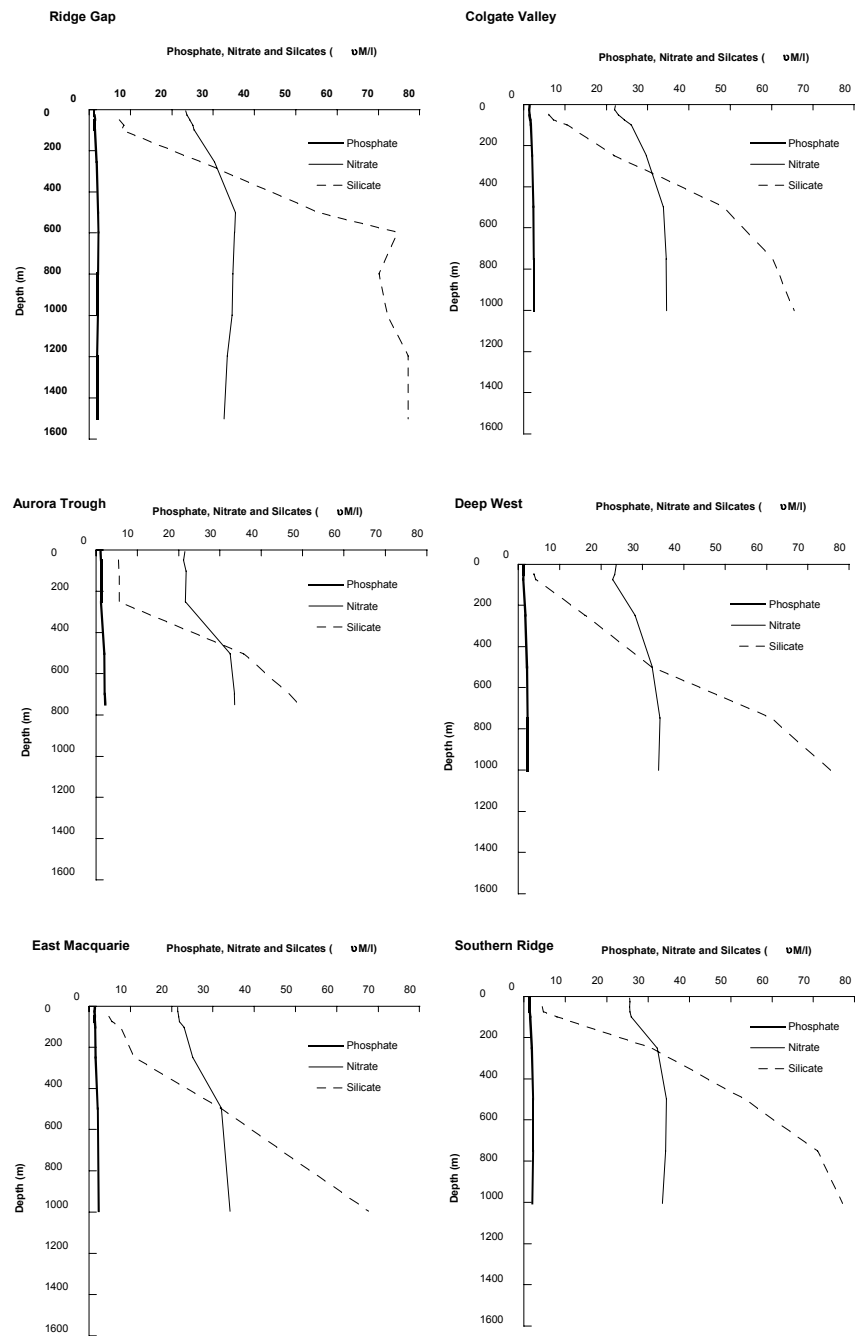 Ridge Gap
Phosphate, Nitrate and Silcates ( υM/l)
0 10 20 30 40 50 60 70 80
0
200
400
600
800
1000
1200
1400
1600
Depth (m)
Phosphate
Nitrate
Silicate
Colgate Valley
Phosphate, Nitrate and Silcates ( υM/l)
0 10 20 30 40 50 60 70 80
0
200
400
600
800
1000
1200
1400
1600
Depth (m)
Phosphate
Nitrate
Silicate
Aurora Trough
Phosphate, Nitrate and Silcates ( υM/l)
0 10 20 30 40 50 60 70 80
0
200
400
600
800
1000
1200
1400
1600
Depth (m)
Phosphate
Nitrate
Silicate
Deep West
Phosphate, Nitrate and Silcates ( υM/l)
0 10 20 30 40 50 60 70 80
0
200
400
600
800
1000
1200
1400
1600
Depth (m)
Phosphate
Nitrate
Silicate
East Macquarie
Phosphate, Nitrate and Silcates ( υM/l)
0 10 20 30 40 50 60 70 80
0
200
400
600
800
1000
1200
1400
1600
Depth (m)
Phosphate
Nitrate
Silicate
Southern Ridge
Phosphate, Nitrate and Silcates ( υM/l)
0 10 20 30 40 50 60 70 80
0
200
400
600
800
1000
1200
1400
1600
Depth (m)
Phosphate
Nitrate
Silicate